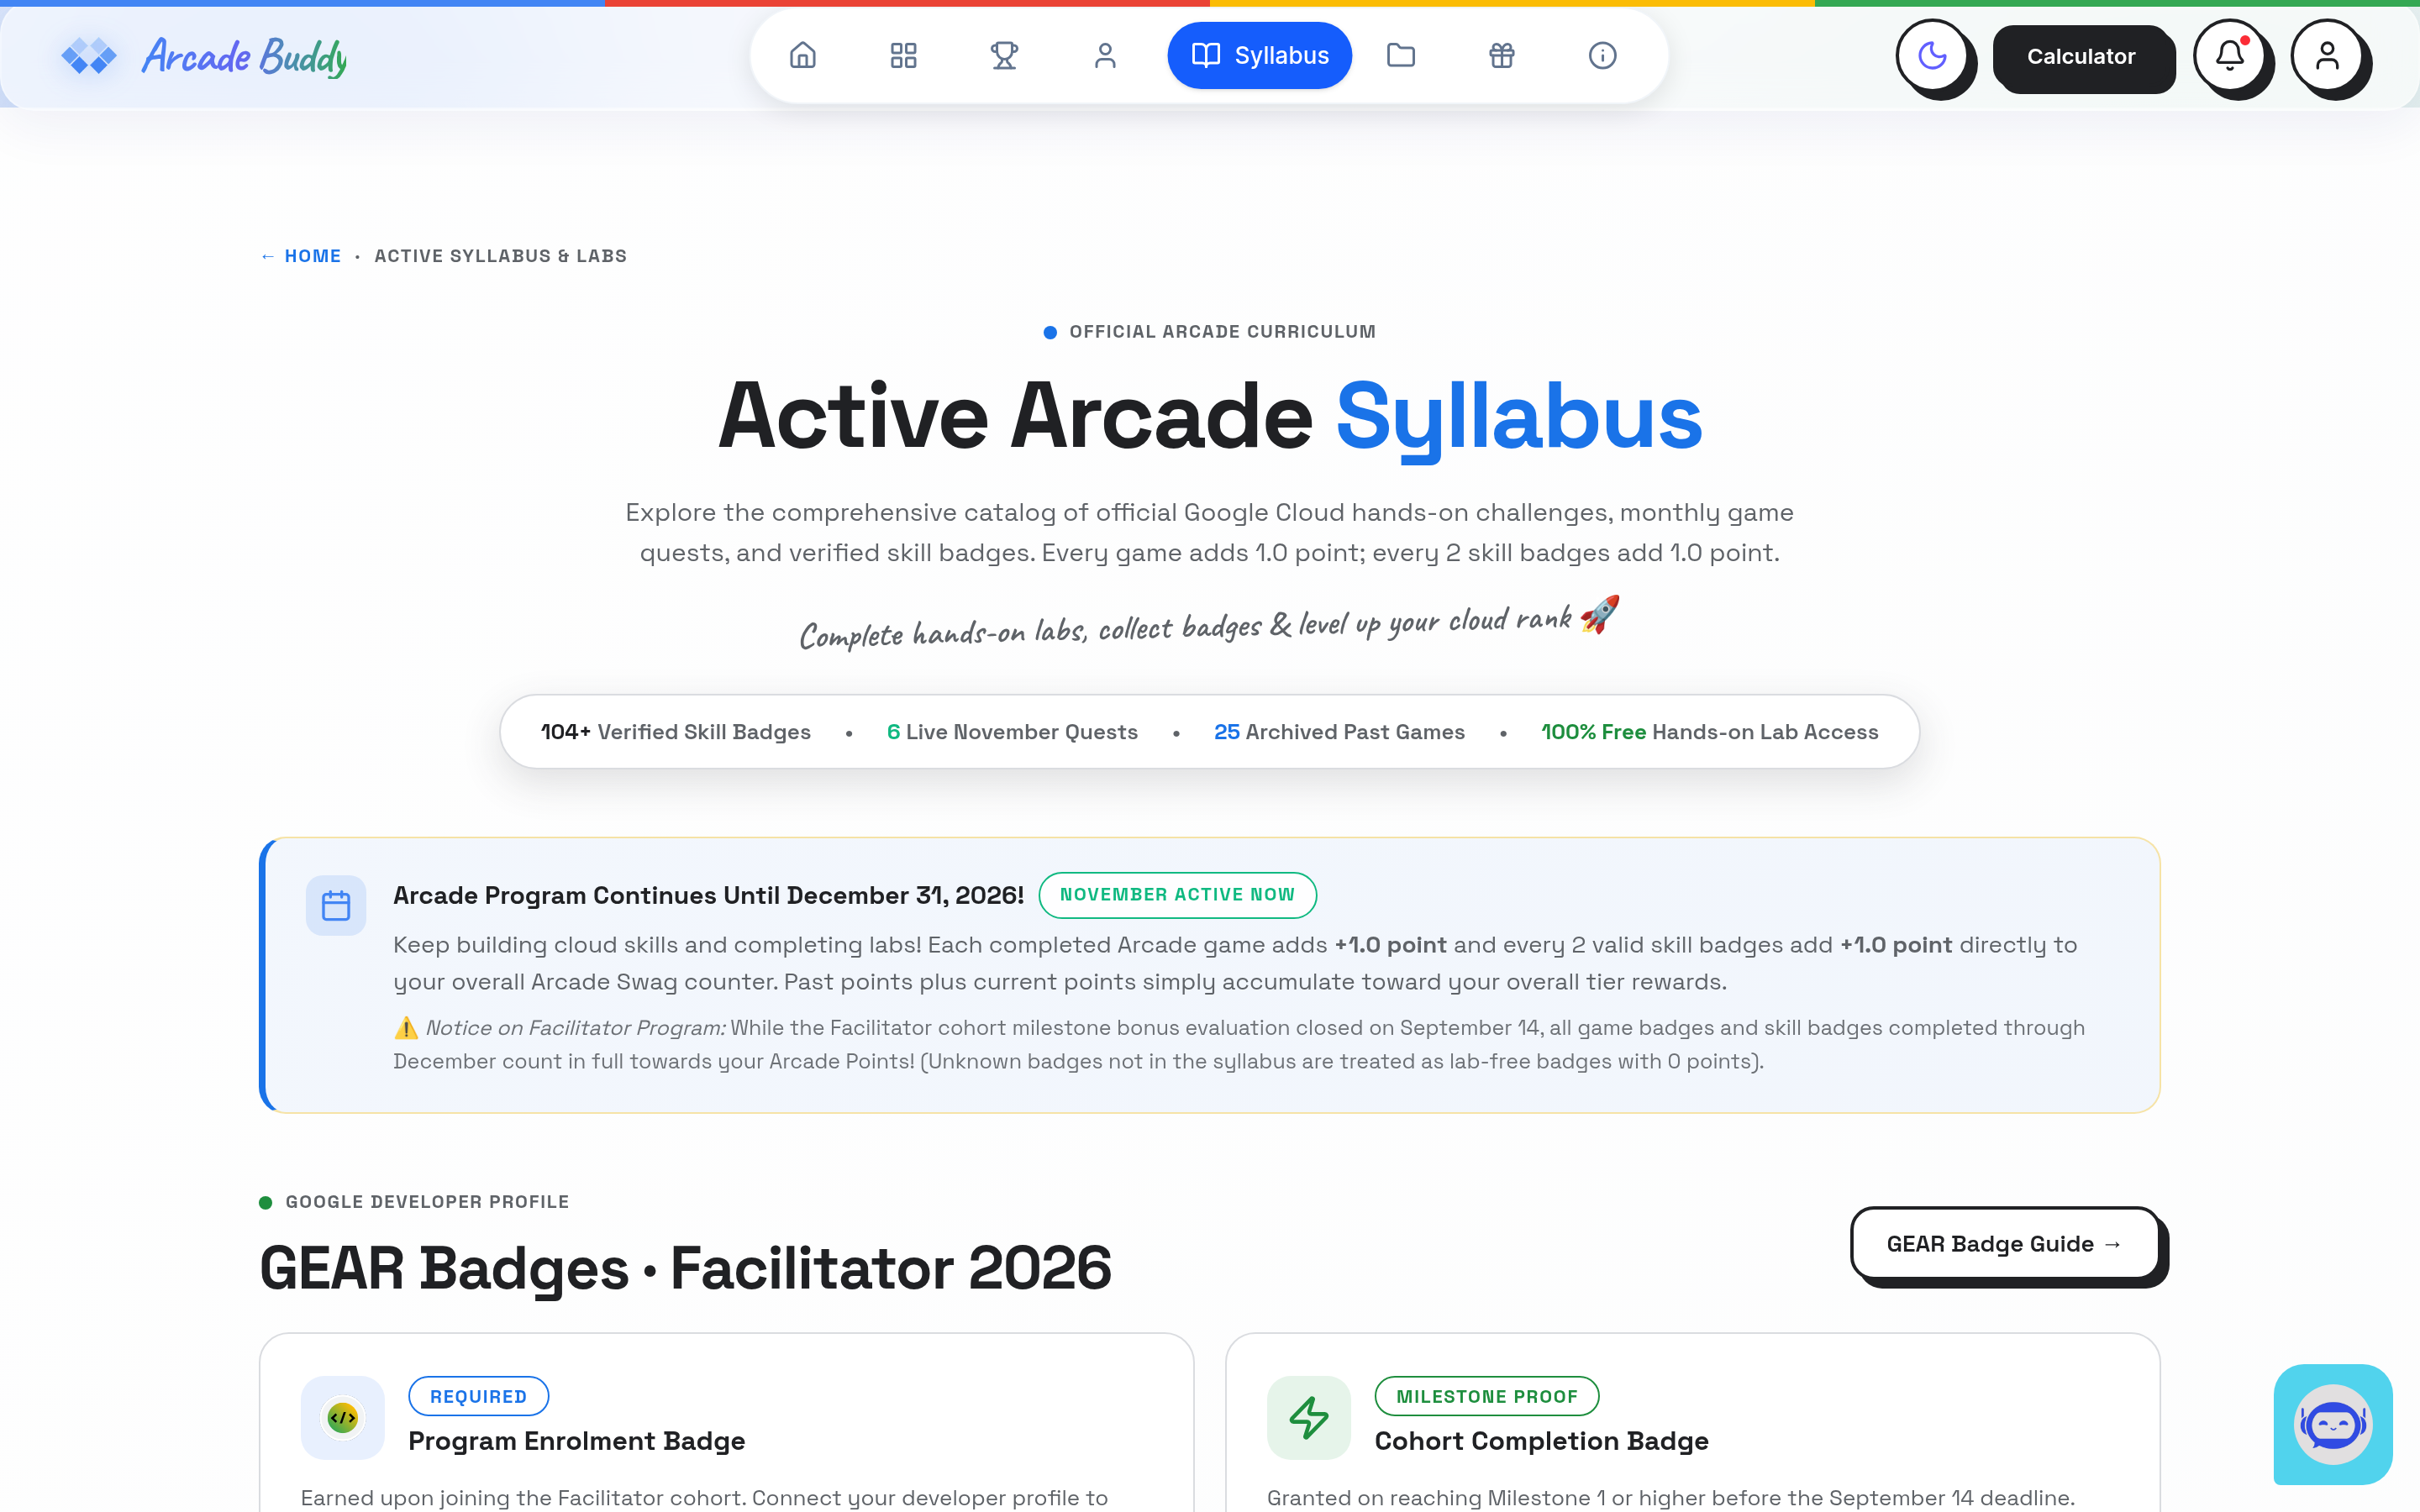 Arcade Buddy
Syllabus
Calculator
← HOME · ACTIVE SYLLABUS & LABS
OFFICIAL ARCADE CURRICULUM
Active Arcade Syllabus
Explore the comprehensive catalog of official Google Cloud hands-on challenges, monthly game
quests, and verified skill badges. Every game adds 1.0 point; every 2 skill badges add 1.0 point.
Complete hands-on labs, collect badges & level up your cloud rank 🚀
104+ Verified Skill Badges • 6 Live November Quests • 25 Archived Past Games • 100% Free Hands-on Lab Access
Arcade Program Continues Until December 31, 2026! NOVEMBER ACTIVE NOW
Keep building cloud skills and completing labs! Each completed Arcade game adds +1.0 point and every 2 valid skill badges add +1.0 point directly to
your overall Arcade Swag counter. Past points plus current points simply accumulate toward your overall tier rewards.
⚠️ Notice on Facilitator Program: While the Facilitator cohort milestone bonus evaluation closed on September 14, all game badges and skill badges completed through
December count in full towards your Arcade Points! (Unknown badges not in the syllabus are treated as lab-free badges with 0 points).
GOOGLE DEVELOPER PROFILE
GEAR Badges · Facilitator 2026
GEAR Badge Guide →
REQUIRED
Program Enrolment Badge
Earned upon joining the Facilitator cohort. Connect your developer profile to
MILESTONE PROOF
Cohort Completion Badge
Granted on reaching Milestone 1 or higher before the September 14 deadline.